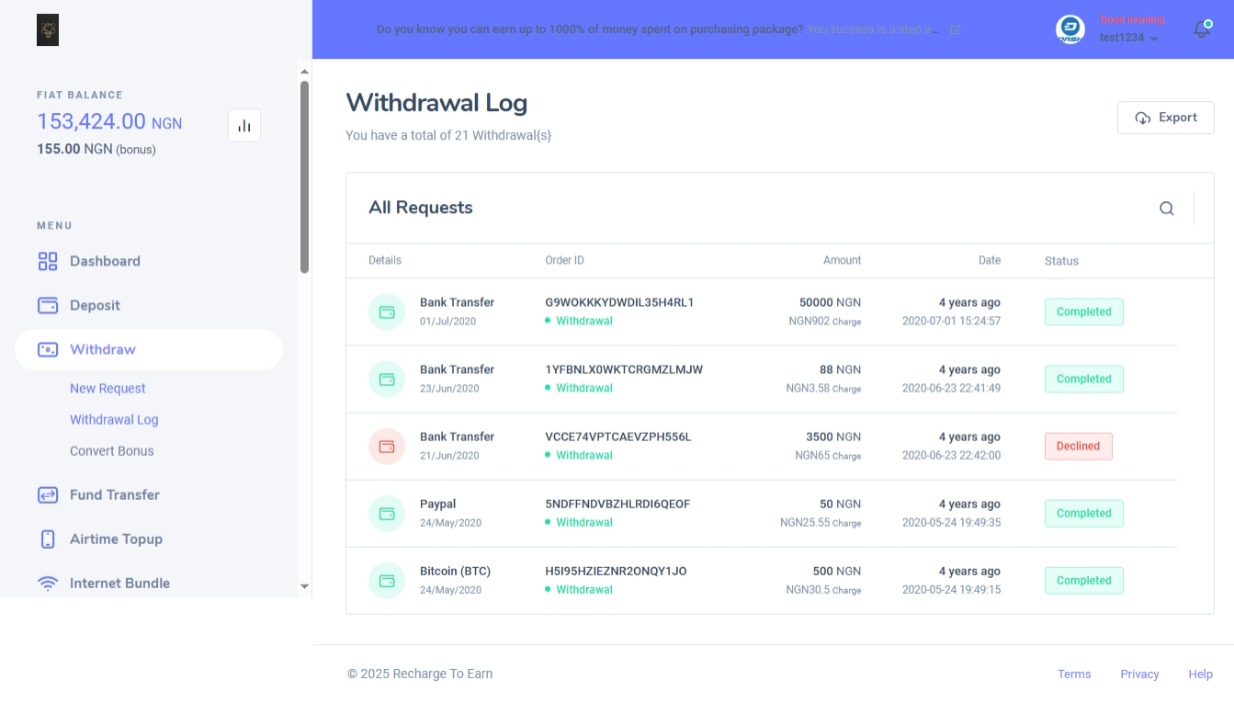 Do you know you can earn up to 1000% of money spent on purchasing package? You success is a step a...
Good morning
test1234
FIAT BALANCE
153,424.00 NGN
155.00 NGN (bonus)
MENU
Dashboard
Deposit
Withdraw
New Request
Withdrawal Log
Convert Bonus
Fund Transfer
Airtime Topup
Internet Bundle
Withdrawal Log
You have a total of 21 Withdrawal{s}
Export
All Requests
Details Order ID Amount Date Status
Bank Transfer G9WOKKKYDWDIL35H4RL1 50000 NGN 4 years ago Completed
01/Jul/2020 Withdrawal NGN902 Charge 2020-07-01 15:24:57
Bank Transfer 1YFBNLX0WKTCRGMZLMJW 88 NGN 4 years ago Completed
23/Jun/2020 Withdrawal NGN3.58 Charge 2020-06-23 22:41:49
Bank Transfer VCCE74VPTCAEVZPH556L 3500 NGN 4 years ago Declined
21/Jun/2020 Withdrawal NGN65 Charge 2020-06-23 22:42:00
Paypal 5NDFFNDVBZHLRDI6QEOF 50 NGN 4 years ago Completed
24/May/2020 Withdrawal NGN25.55 Charge 2020-05-24 19:49:35
Bitcoin (BTC) H5I95HZIEZNR2ONQY1JO 500 NGN 4 years ago Completed
24/May/2020 Withdrawal NGN30.5 Charge 2020-05-24 19:49:15
© 2025 Recharge To Earn
Terms Privacy Help